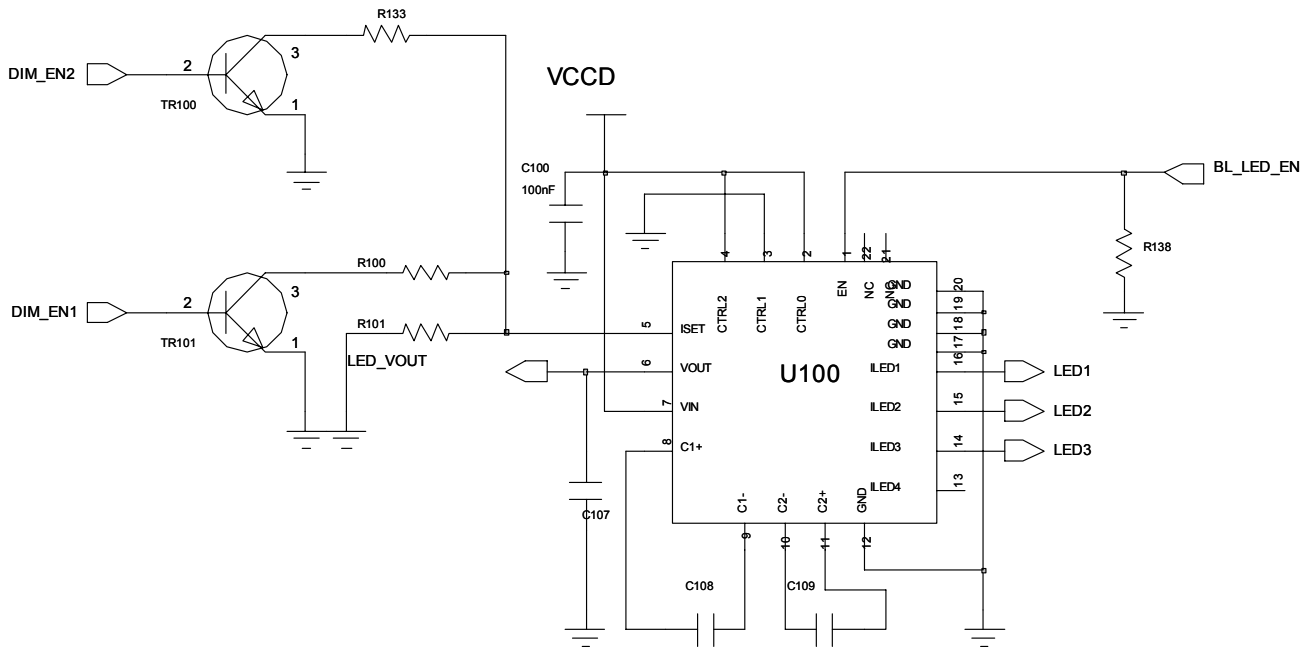 R133
DIM_EN2
2
3
1
TR100
VCCD
C100
100nF
BL_LED_EN
R138
4
3
2
1
22
21
CTRL2
CTRL1
CTRL0
EN
NC
NC
GND
20
GND
19
GND
18
GND
17
R100
DIM_EN1
2
3
1
TR101
R101
LED_VOUT
5
ISET
6
VOUT
7
VIN
8
C1+
U100
ILED1
16
LED1
ILED2
15
LED2
ILED3
14
LED3
ILED4
13
C1-
C2-
C2+
GND
9
10
11
12
C107
C108
C109